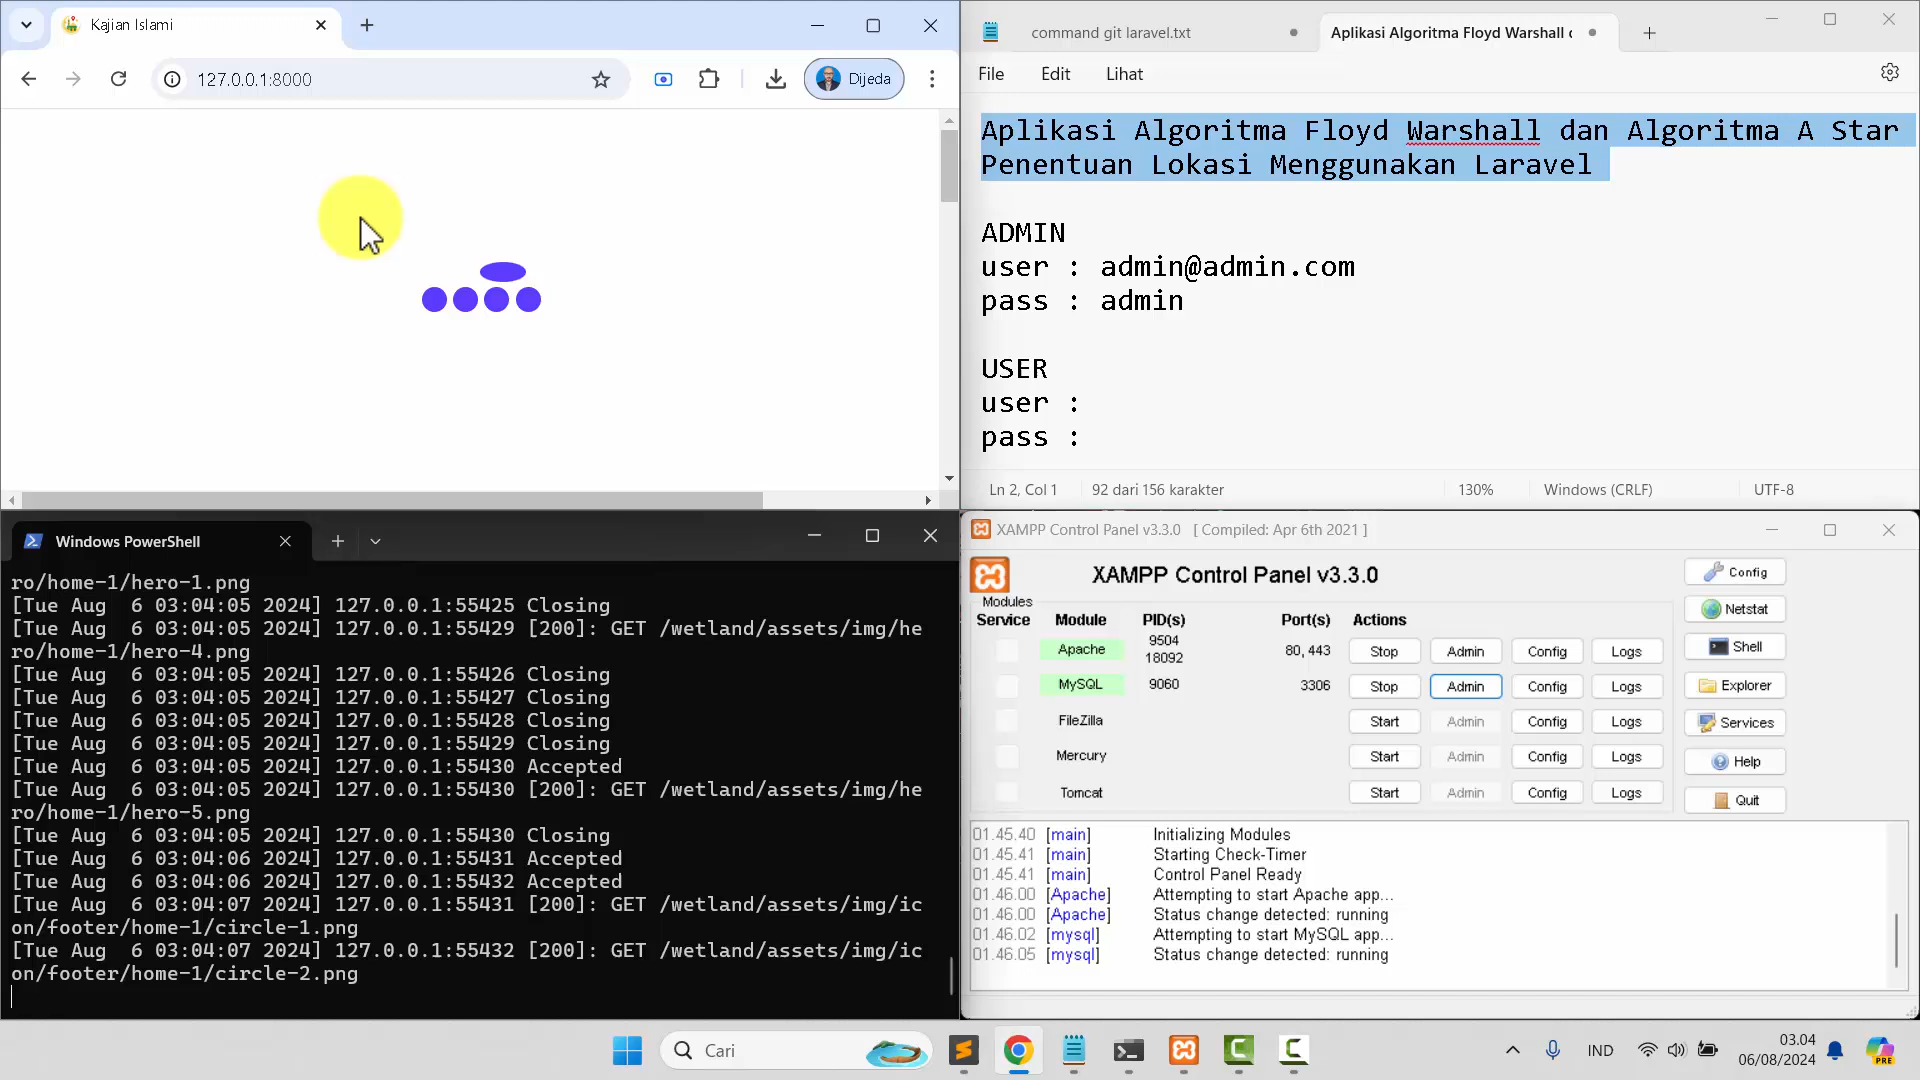 Kajian Islami
127.0.0.1:8000
Dijeda
command git laravel.txt
Aplikasi Algoritma Floyd Warshall d
File Edit Lihat
Aplikasi Algoritma Floyd Warshall dan Algoritma A Star
Penentuan Lokasi Menggunakan Laravel
ADMIN
user : admin@admin.com
pass : admin
USER
user :
pass :
Ln 2, Col 1 92 dari 156 karakter 130% Windows (CRLF) UTF-8
Windows PowerShell
ro/home-1/hero-1.png
[Tue Aug  6 03:04:05 2024] 127.0.0.1:55425 Closing
[Tue Aug  6 03:04:05 2024] 127.0.0.1:55429 [200]: GET /wetland/assets/img/he
ro/home-1/hero-4.png
[Tue Aug  6 03:04:05 2024] 127.0.0.1:55426 Closing
[Tue Aug  6 03:04:05 2024] 127.0.0.1:55427 Closing
[Tue Aug  6 03:04:05 2024] 127.0.0.1:55428 Closing
[Tue Aug  6 03:04:05 2024] 127.0.0.1:55429 Closing
[Tue Aug  6 03:04:05 2024] 127.0.0.1:55430 Accepted
[Tue Aug  6 03:04:05 2024] 127.0.0.1:55430 [200]: GET /wetland/assets/img/he
ro/home-1/hero-5.png
[Tue Aug  6 03:04:05 2024] 127.0.0.1:55430 Closing
[Tue Aug  6 03:04:06 2024] 127.0.0.1:55431 Accepted
[Tue Aug  6 03:04:06 2024] 127.0.0.1:55432 Accepted
[Tue Aug  6 03:04:07 2024] 127.0.0.1:55431 [200]: GET /wetland/assets/img/ic
on/footer/home-1/circle-1.png
[Tue Aug  6 03:04:07 2024] 127.0.0.1:55432 [200]: GET /wetland/assets/img/ic
on/footer/home-1/circle-2.png
XAMPP Control Panel v3.3.0 [ Compiled: Apr 6th 2021 ]
XAMPP Control Panel v3.3.0
Modules
Service Module PID(s) Port(s) Actions
Apache 9504 18092 80, 443 Stop Admin Config Logs
MySQL 9060 3306 Stop Admin Config Logs
FileZilla Start Admin Config Logs
Mercury Start Admin Config Logs
Tomcat Start Admin Config Logs
Config
Netstat
Shell
Explorer
Services
Help
Quit
01.45.40 [main] Initializing Modules
01.45.41 [main] Starting Check-Timer
01.45.41 [main] Control Panel Ready
01.46.00 [Apache] Attempting to start Apache app...
01.46.00 [Apache] Status change detected: running
01.46.02 [mysql] Attempting to start MySQL app...
01.46.05 [mysql] Status change detected: running
Cari
IND
03.04
06/08/2024
PRE